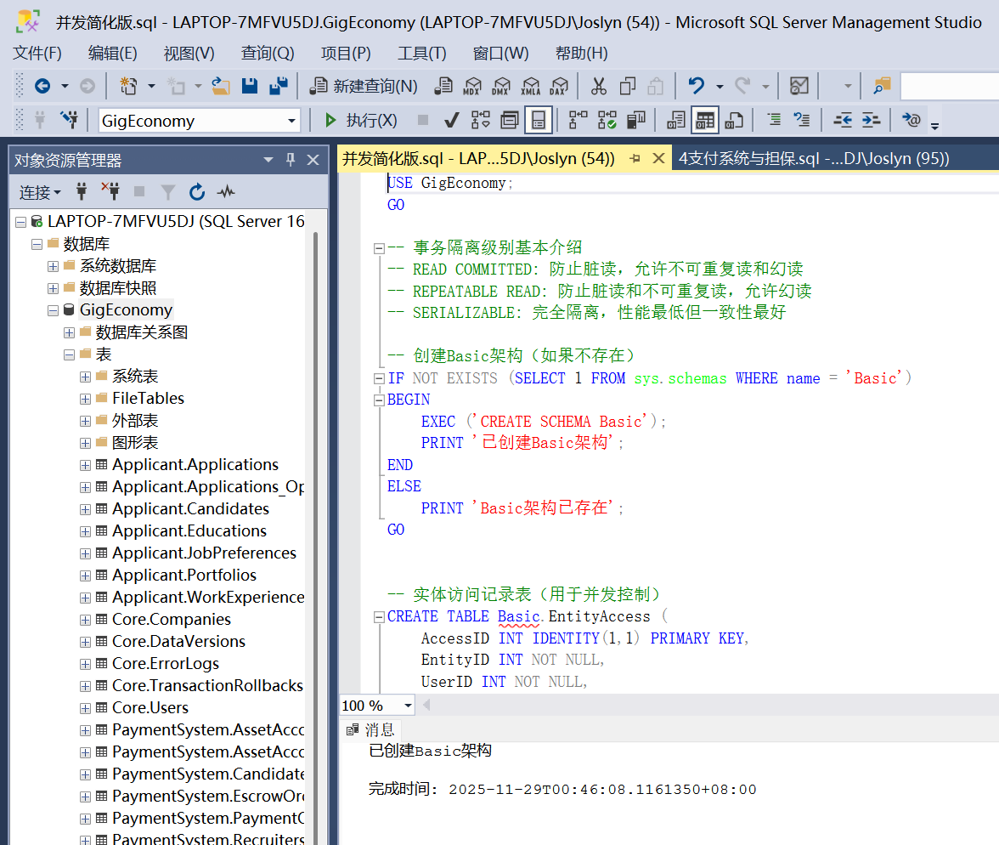 并发简化版.sql - LAPTOP-7MFVU5DJ.GigEconomy (LAPTOP-7MFVU5DJ\Joslyn (54)) - Microsoft SQL Server Management Studio
文件(F) 编辑(E) 视图(V) 查询(Q) 项目(P) 工具(T) 窗口(W) 帮助(H)
新建查询(N) MDX DMX XMLA DAX
GigEconomy 执行(X)
对象资源管理器
连接
LAPTOP-7MFVU5DJ (SQL Server 16
数据库
系统数据库
数据库快照
GigEconomy
数据库关系图
表
系统表
FileTables
外部表
图形表
Applicant.Applications
Applicant.Applications_Op
Applicant.Candidates
Applicant.Educations
Applicant.JobPreferences
Applicant.Portfolios
Applicant.WorkExperience
Core.Companies
Core.DataVersions
Core.ErrorLogs
Core.TransactionRollbacks
Core.Users
PaymentSystem.AssetAcco
PaymentSystem.AssetAcco
PaymentSystem.Candidate
PaymentSystem.EscrowOr
PaymentSystem.PaymentC
PaymentSystem.Recruiters
并发简化版.sql - LAP...5DJ\Joslyn (54)) 4支付系统与担保.sql -...DJ\Joslyn (95))
USE GigEconomy;
GO
-- 事务隔离级别基本介绍
-- READ COMMITTED: 防止脏读，允许不可重复读和幻读
-- REPEATABLE READ: 防止脏读和不可重复读，允许幻读
-- SERIALIZABLE: 完全隔离，性能最低但一致性最好
-- 创建Basic架构（如果不存在）
IF NOT EXISTS (SELECT 1 FROM sys.schemas WHERE name = 'Basic')
BEGIN
EXEC ('CREATE SCHEMA Basic');
PRINT '已创建Basic架构';
END
ELSE
PRINT 'Basic架构已存在';
GO
-- 实体访问记录表（用于并发控制）
CREATE TABLE Basic.EntityAccess (
AccessID INT IDENTITY(1,1) PRIMARY KEY,
EntityID INT NOT NULL,
UserID INT NOT NULL,
100 %
消息
已创建Basic架构
完成时间: 2025-11-29T00:46:08.1161350+08:00